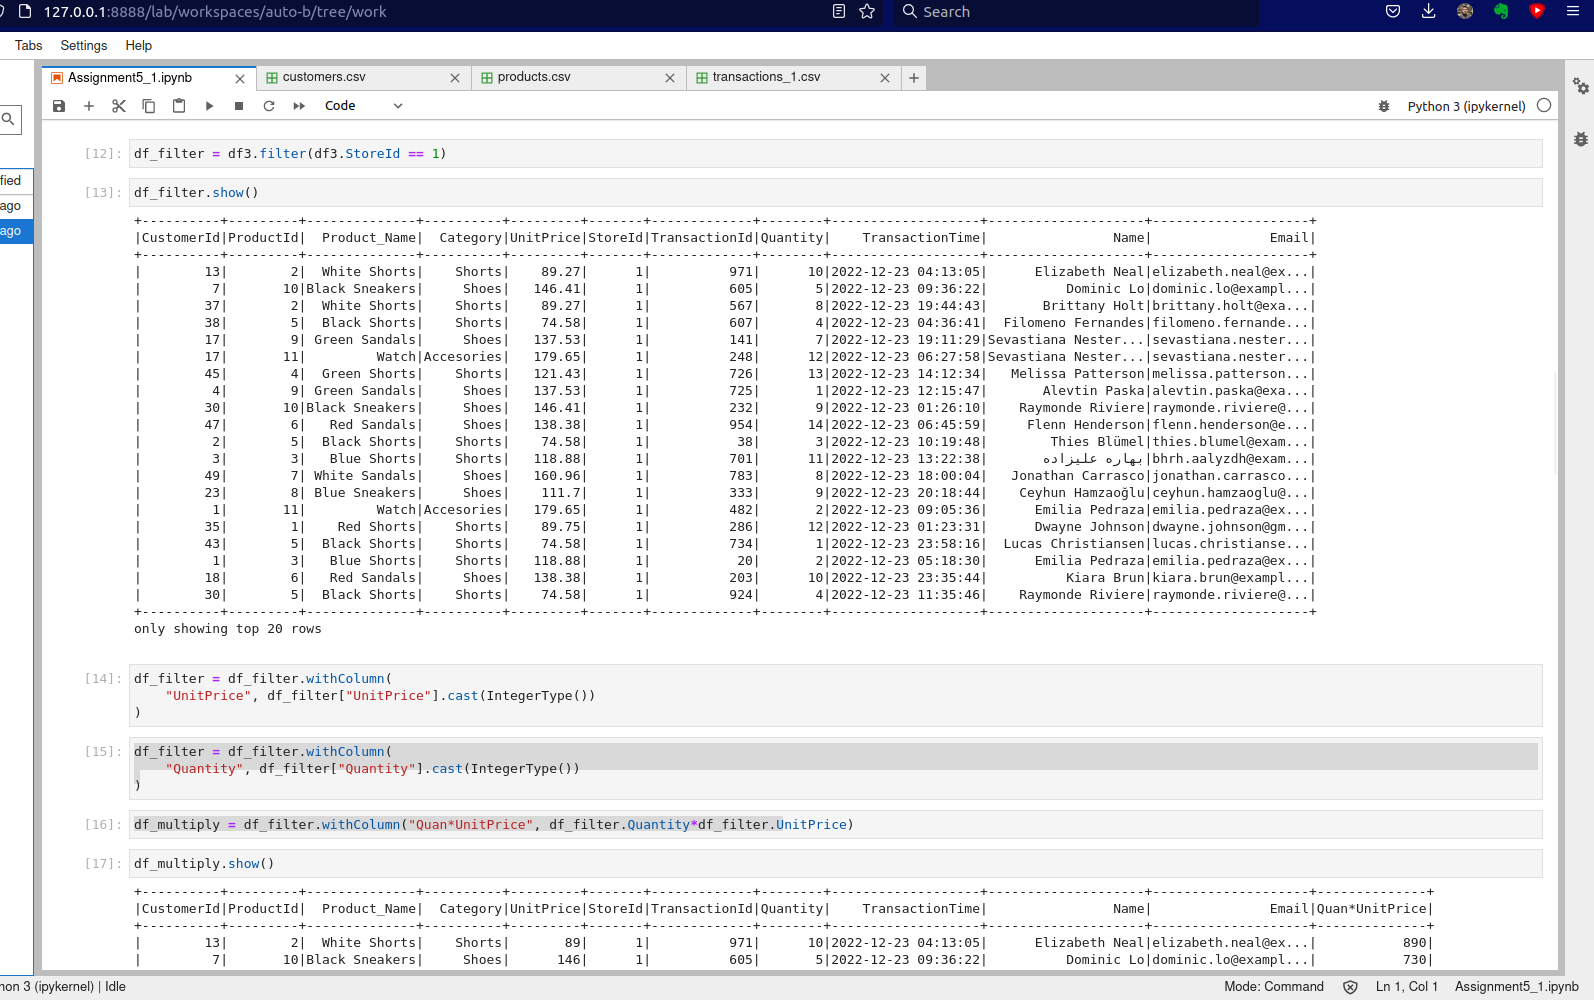 127.0.0.1:8888/lab/workspaces/auto-b/tree/work
Search
Tabs Settings Help
Assignment5_1.ipynb customers.csv products.csv transactions_1.csv
Code Python 3 (ipykernel)
fied
ago
ago
[12]: df_filter = df3.filter(df3.StoreId == 1)
[13]: df_filter.show()
+----------+---------+--------------+----------+---------+-------+-------------+--------+-------------------+--------------------+--------------------+
|CustomerId|ProductId|  Product_Name|  Category|UnitPrice|StoreId|TransactionId|Quantity|    TransactionTime|                Name|               Email|
+----------+---------+--------------+----------+---------+-------+-------------+--------+-------------------+--------------------+--------------------+
|        13|        2|  White Shorts|    Shorts|    89.27|      1|          971|      10|2022-12-23 04:13:05|      Elizabeth Neal|elizabeth.neal@ex...|
|         7|       10|Black Sneakers|     Shoes|   146.41|      1|          605|       5|2022-12-23 09:36:22|          Dominic Lo|dominic.lo@exampl...|
|        37|        2|  White Shorts|    Shorts|    89.27|      1|          567|       8|2022-12-23 19:44:43|       Brittany Holt|brittany.holt@exa...|
|        38|        5|  Black Shorts|    Shorts|    74.58|      1|          607|       4|2022-12-23 04:36:41|  Filomeno Fernandes|filomeno.fernande...|
|        17|        9| Green Sandals|     Shoes|   137.53|      1|          141|       7|2022-12-23 19:11:29|Sevastiana Nester...|sevastiana.nester...|
|        17|       11|         Watch|Accesories|   179.65|      1|          248|      12|2022-12-23 06:27:58|Sevastiana Nester...|sevastiana.nester...|
|        45|        4|  Green Shorts|    Shorts|   121.43|      1|          726|      13|2022-12-23 14:12:34|   Melissa Patterson|melissa.patterson...|
|         4|        9| Green Sandals|     Shoes|   137.53|      1|          725|       1|2022-12-23 12:15:47|       Alevtin Paska|alevtin.paska@exa...|
|        30|       10|Black Sneakers|     Shoes|   146.41|      1|          232|       9|2022-12-23 01:26:10|    Raymonde Riviere|raymonde.riviere@...|
|        47|        6|   Red Sandals|     Shoes|   138.38|      1|          954|      14|2022-12-23 06:45:59|     Flenn Henderson|flenn.henderson@e...|
|         2|        5|  Black Shorts|    Shorts|    74.58|      1|           38|       3|2022-12-23 10:19:48|        Thies Blümel|thies.blumel@exam...|
|         3|        3|   Blue Shorts|    Shorts|   118.88|      1|          701|      11|2022-12-23 13:22:38|       بهاره علیزاده|bhrh.aalyzdh@exam...|
|        49|        7| White Sandals|     Shoes|   160.96|      1|          783|       8|2022-12-23 18:00:04|   Jonathan Carrasco|jonathan.carrasco...|
|        23|        8| Blue Sneakers|     Shoes|    111.7|      1|          333|       9|2022-12-23 20:18:44|    Ceyhun Hamzaoğlu|ceyhun.hamzaoglu@...|
|         1|       11|         Watch|Accesories|   179.65|      1|          482|       2|2022-12-23 09:05:36|      Emilia Pedraza|emilia.pedraza@ex...|
|        35|        1|    Red Shorts|    Shorts|    89.75|      1|          286|      12|2022-12-23 01:23:31|      Dwayne Johnson|dwayne.johnson@gm...|
|        43|        5|  Black Shorts|    Shorts|    74.58|      1|          734|       1|2022-12-23 23:58:16|  Lucas Christiansen|lucas.christianse...|
|         1|        3|   Blue Shorts|    Shorts|   118.88|      1|           20|       2|2022-12-23 05:18:30|      Emilia Pedraza|emilia.pedraza@ex...|
|        18|        6|   Red Sandals|     Shoes|   138.38|      1|          203|      10|2022-12-23 23:35:44|          Kiara Brun|kiara.brun@exampl...|
|        30|        5|  Black Shorts|    Shorts|    74.58|      1|          924|       4|2022-12-23 11:35:46|    Raymonde Riviere|raymonde.riviere@...|
+----------+---------+--------------+----------+---------+-------+-------------+--------+-------------------+--------------------+--------------------+
only showing top 20 rows
[14]: df_filter = df_filter.withColumn(
    "UnitPrice", df_filter["UnitPrice"].cast(IntegerType())
)
[15]: df_filter = df_filter.withColumn(
    "Quantity", df_filter["Quantity"].cast(IntegerType())
)
[16]: df_multiply = df_filter.withColumn("Quan*UnitPrice", df_filter.Quantity*df_filter.UnitPrice)
[17]: df_multiply.show()
+----------+---------+--------------+----------+---------+-------+-------------+--------+-------------------+--------------------+--------------------+--------------+
|CustomerId|ProductId|  Product_Name|  Category|UnitPrice|StoreId|TransactionId|Quantity|    TransactionTime|                Name|               Email|Quan*UnitPrice|
+----------+---------+--------------+----------+---------+-------+-------------+--------+-------------------+--------------------+--------------------+--------------+
|        13|        2|  White Shorts|    Shorts|       89|      1|          971|      10|2022-12-23 04:13:05|      Elizabeth Neal|elizabeth.neal@ex...|           890|
|         7|       10|Black Sneakers|     Shoes|      146|      1|          605|       5|2022-12-23 09:36:22|          Dominic Lo|dominic.lo@exampl...|           730|
hon 3 (ipykernel) | Idle Mode: Command Ln 1, Col 1 Assignment5_1.ipynb